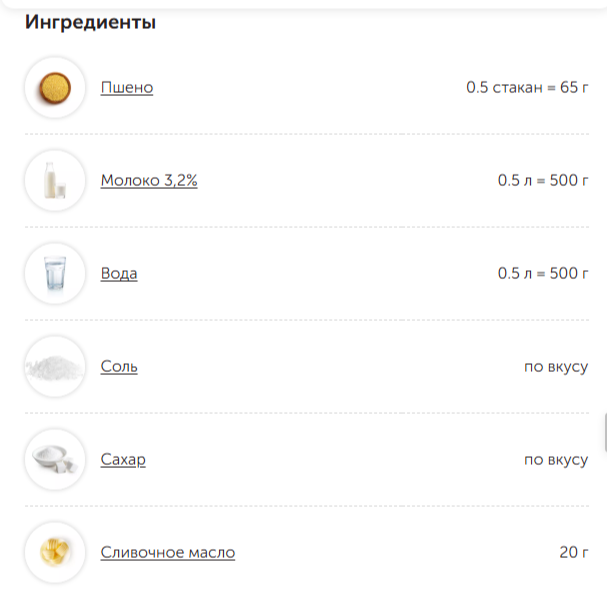 Ингредиенты
Пшено 0.5 стакан = 65 г
Молоко 3,2% 0.5 л = 500 г
Вода 0.5 л = 500 г
Соль по вкусу
Сахар по вкусу
Сливочное масло 20 г